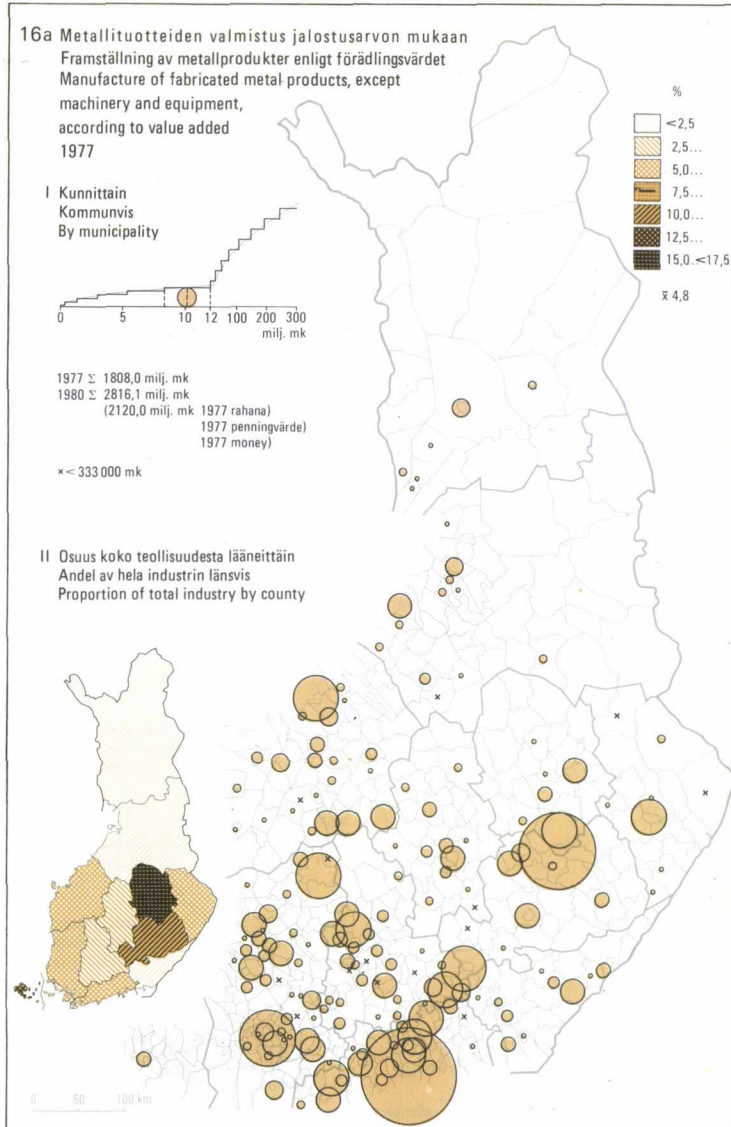 16a Metallituotteiden valmistus jalostusarvon mukaan
Framställning av metallprodukter enligt förädlingsvärdet
Manufacture of fabricated metal products, except
machinery and equipment,
according to value added
1977
I Kunnittain
Kommunvis
By municipality
0 5 10 12 100 200 300
milj. mk
1977 Σ 1808,0 milj. mk
1980 Σ 2816,1 milj. mk
(2120,0 milj. mk 1977 rahana)
1977 penningvärde)
1977 money)
×< 333 000 mk
II Osuus koko teollisuudesta lääneittäin
Andel av hela industrin länsvis
Proportion of total industry by county
%
<2,5
2,5...
5,0...
7,5...
10,0...
12,5...
15,0..<17,5
x̄ 4,8
0 50 100 km